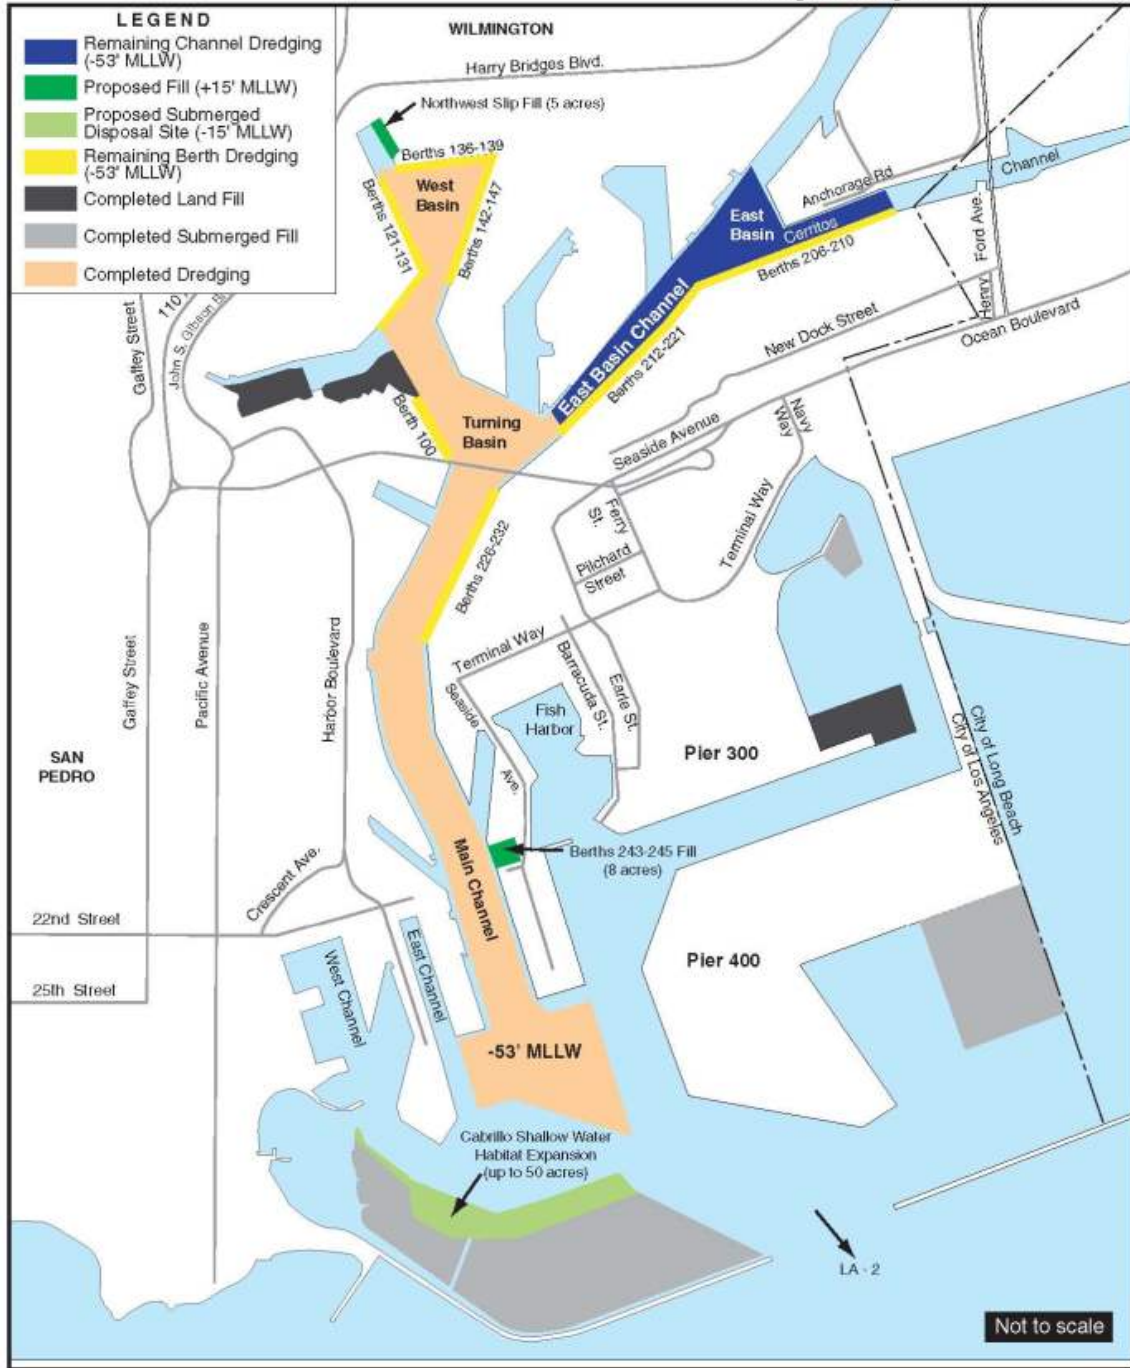 LEGEND
Remaining Channel Dredging
(-53' MLLW)
Proposed Fill (+15' MLLW)
Proposed Submerged
Disposal Site (-15' MLLW)
Remaining Berth Dredging
(-53' MLLW)
Completed Land Fill
Completed Submerged Fill
Completed Dredging
WILMINGTON
Harry Bridges Blvd.
Northwest Slip Fill (5 acres)
Berths 136-139
West
Basin
Berths 121-131
Berths 142-147
East
Basin
Anchorage Rd
Cerritos
Channel
Berths 206-210
Henry Ford Ave.
Ocean Boulevard
New Dock Street
East Basin Channel
Berths 212-221
Gaffey Street
110
John S. Gibson B
Berth 100
Turning
Basin
Seaside Avenue
Navy
Way
Ferry
St.
Terminal Way
Pilchard
Street
Berths 226-232
Terminal Way
Seaside
Ave.
Barracuda St.
Earle St.
Fish
Harbor
Gaffey Street
Pacific Avenue
Harbor Boulevard
SAN
PEDRO
Pier 300
City of Long Beach
City of Los Angeles
Main Channel
Berths 243-245 Fill
(8 acres)
Crescent Ave.
22nd Street
25th Street
West Channel
East Channel
Pier 400
-53' MLLW
Cabrillo Shallow Water
Habitat Expansion
(up to 50 acres)
LA - 2
Not to scale